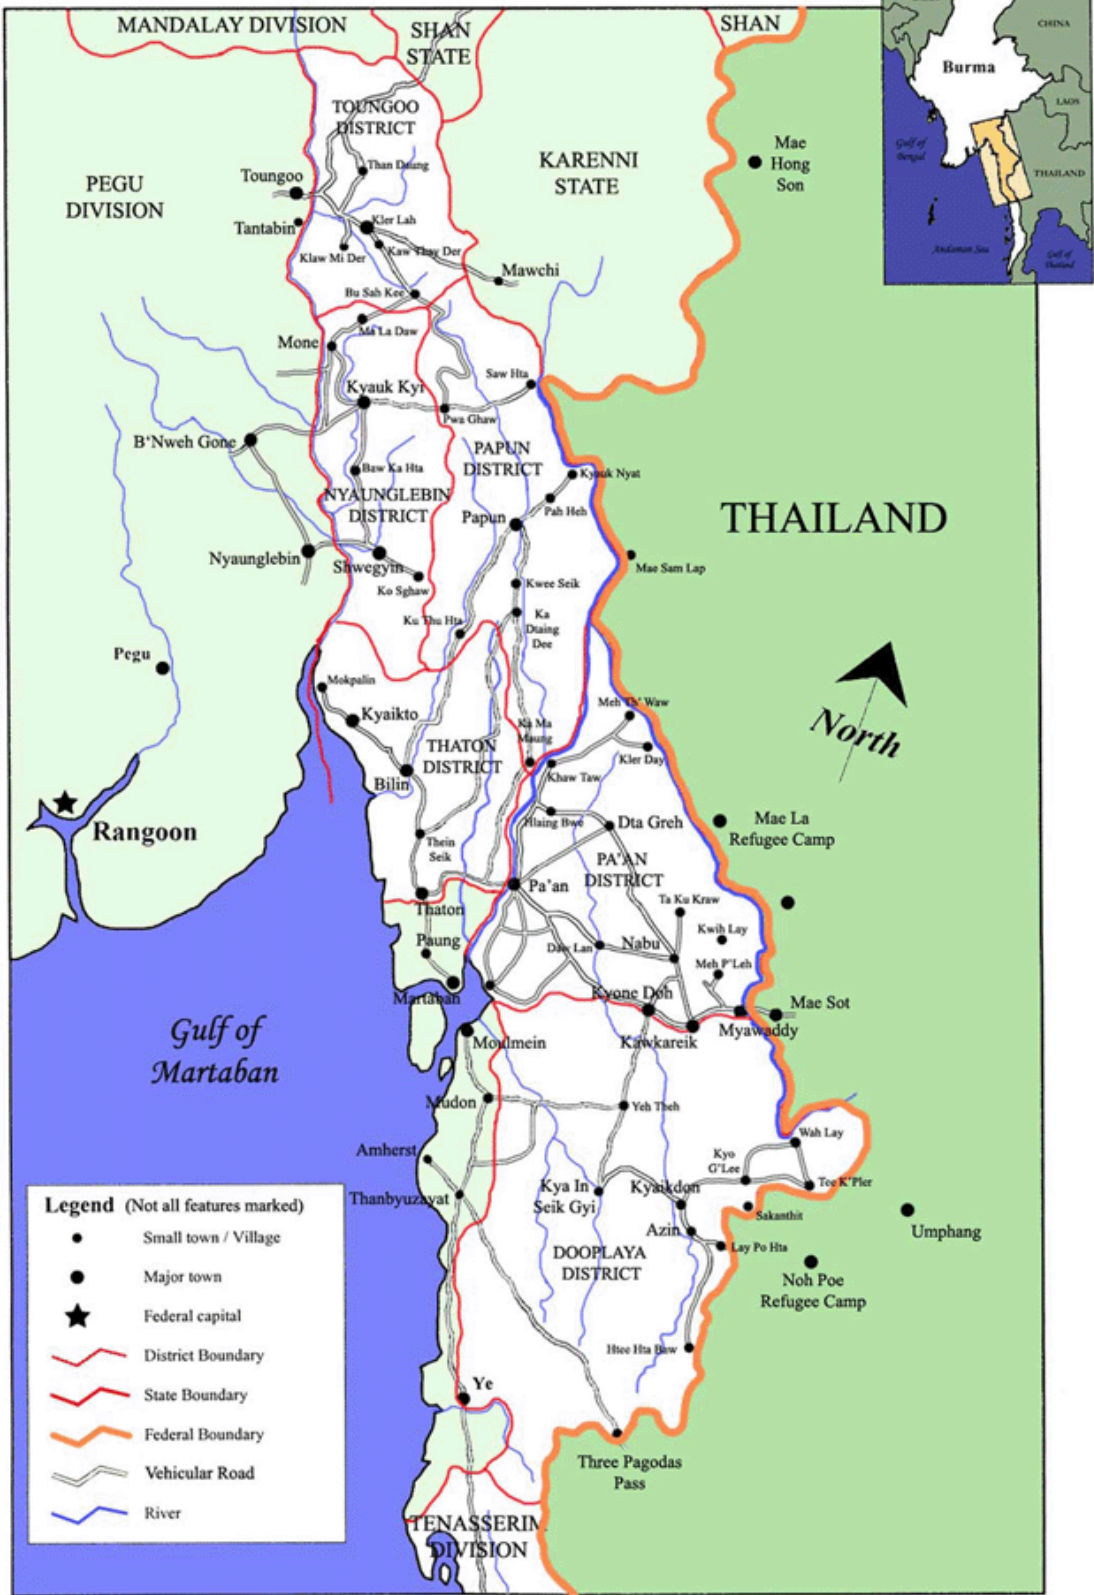 MANDALAY DIVISION
SHAN
STATE
SHAN
CHINA
Burma
LAOS
Gulf of
Bengal
THAILAND
Andaman Sea
Gulf of
Thailand
TOUNGOO
DISTRICT
Mae
Hong
Son
KARENNI
STATE
PEGU
DIVISION
Toungoo
Than Daung
Tantabin
Kler Lah
Klaw Mi Der
Kaw Thay Der
Mawchi
Bu Sah Kee
Ma La Daw
Mone
Saw Hta
Kyauk Kyi
Pwa Ghaw
B'Nweh Gone
PAPUN
DISTRICT
Baw Ka Hta
Kyauk Nyat
NYAUNGLEBIN
DISTRICT
Pah Heh
Papun
THAILAND
Nyaunglebin
Shwegyin
Mae Sam Lap
Ko Sghaw
Kwee Seik
Ku Thu Hta
Ka
Dtaing
Dee
Pegu
Mokpalin
Kyaikto
Meh Th' Waw
North
Ka Ma
Maung
THATON
DISTRICT
Kler Day
Khaw Taw
Bilin
Rangoon
Hlaing Bwe
Dta Greh
Mae La
Refugee Camp
Thein
Seik
PA'AN
DISTRICT
Pa'an
Thaton
Ta Ku Kraw
Kwih Lay
Paung
Daw Lan
Nabu
Meh P'Leh
Martaban
Kyone Doh
Mae Sot
Myawaddy
Kawkareik
Gulf of
Martaban
Moulmein
Mudon
Yeh Theh
Wah Lay
Amherst
Kyo
G'Lee
Thanbyuzayat
Kya In
Seik Gyi
Kyaikdon
Tee K'Pler
Sakanthit
Azin
Umphang
Lay Po Hta
DOOPLAYA
DISTRICT
Noh Poe
Refugee Camp
Htee Hta Baw
Ye
Three Pagodas
Pass
TENASSERIM
DIVISION
Legend (Not all features marked)
Small town / Village
Major town
Federal capital
District Boundary
State Boundary
Federal Boundary
Vehicular Road
River